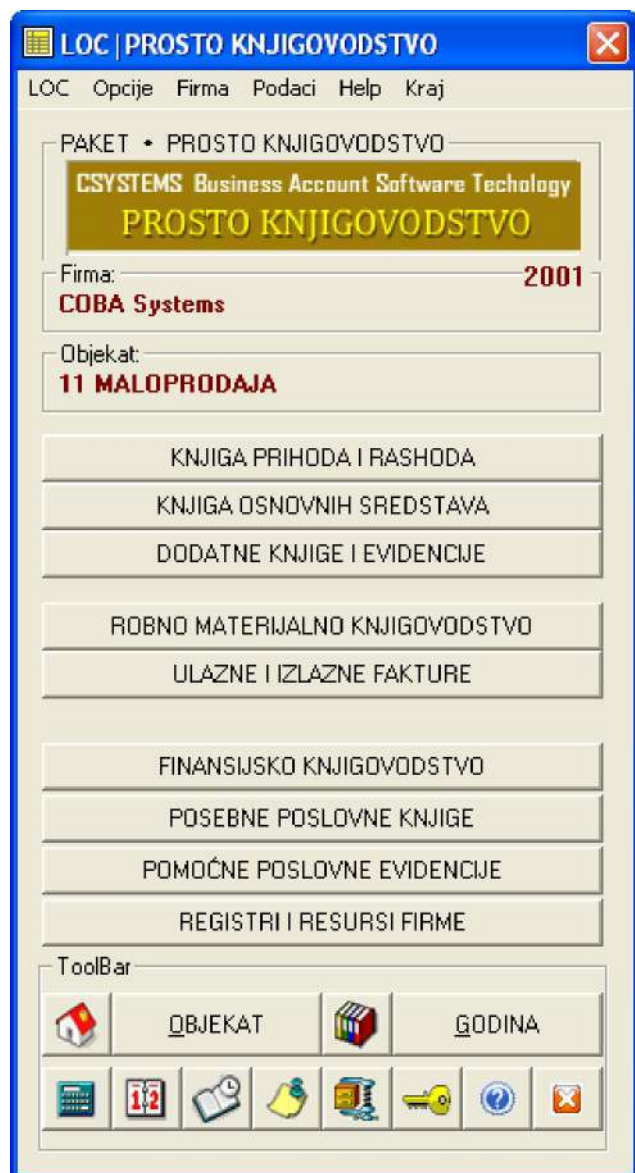 LOC | PROSTO KNJIGOVODSTVO
LOC Opcije Firma Podaci Help Kraj
PAKET • PROSTO KNJIGOVODSTVO
CSYSTEMS Business Account Software Techology
PROSTO KNJIGOVODSTVO
Firma: 2001
COBA Systems
Objekat:
11 MALOPRODAJA
KNJIGA PRIHODA I RASHODA
KNJIGA OSNOVNIH SREDSTAVA
DODATNE KNJIGE I EVIDENCIJE
ROBNO MATERIJALNO KNJIGOVODSTVO
ULAZNE I IZLAZNE FAKTURE
FINANSIJSKO KNJIGOVODSTVO
POSEBNE POSLOVNE KNJIGE
POMOĆNE POSLOVNE EVIDENCIJE
REGISTRI I RESURSI FIRME
ToolBar
OBJEKAT GODINA
12